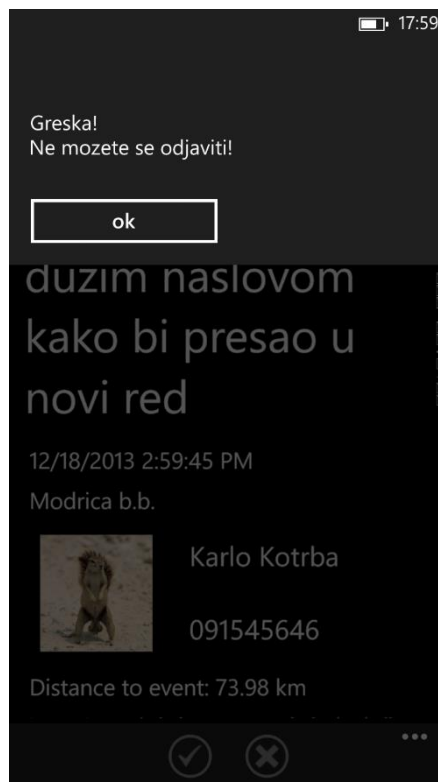 17:59
Greska!
Ne mozete se odjaviti!
ok
duzim naslovom
kako bi presao u
novi red
12/18/2013 2:59:45 PM
Modrica b.b.
Karlo Kotrba
091545646
Distance to event: 73.98 km